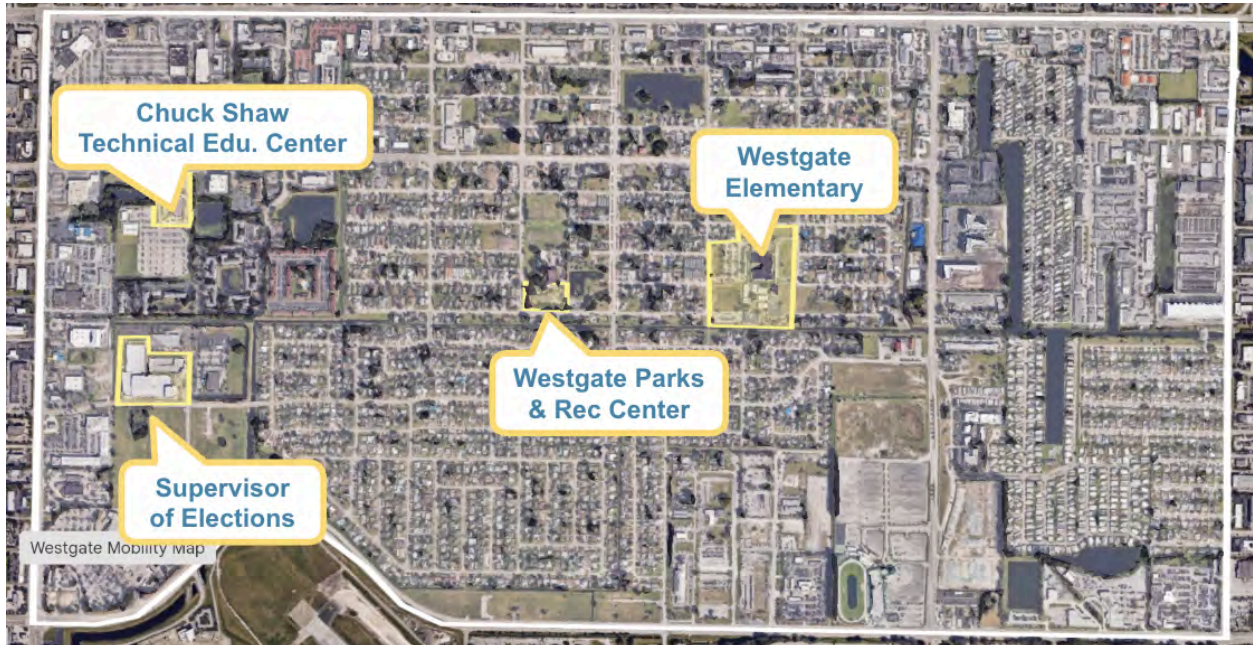 Chuck Shaw
Technical Edu. Center
Westgate
Elementary
Westgate Parks
& Rec Center
Supervisor
of Elections
Westgate Mobility Map